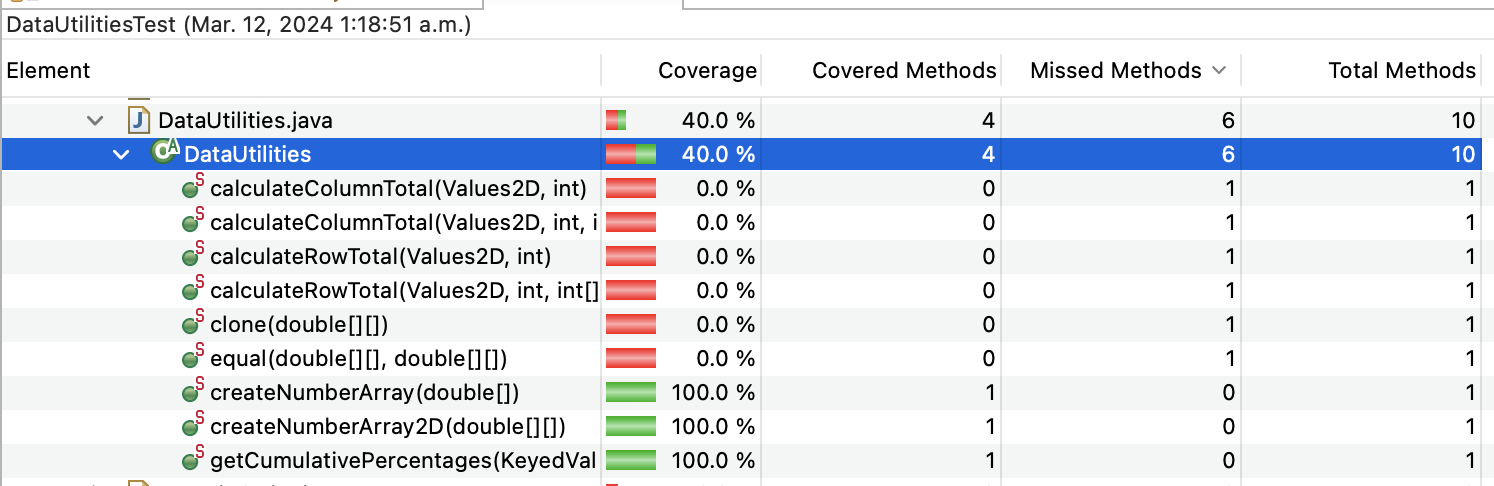 DataUtilitiesTest (Mar. 12, 2024 1:18:51 a.m.)
Element Coverage Covered Methods Missed Methods Total Methods
J DataUtilities.java 40.0 % 4 6 10
A DataUtilities 40.0 % 4 6 10
S calculateColumnTotal(Values2D, int) 0.0 % 0 1 1
S calculateColumnTotal(Values2D, int, i 0.0 % 0 1 1
S calculateRowTotal(Values2D, int) 0.0 % 0 1 1
S calculateRowTotal(Values2D, int, int[] 0.0 % 0 1 1
S clone(double[][]) 0.0 % 0 1 1
S equal(double[][], double[][]) 0.0 % 0 1 1
S createNumberArray(double[]) 100.0 % 1 0 1
S createNumberArray2D(double[][]) 100.0 % 1 0 1
S getCumulativePercentages(KeyedVal 100.0 % 1 0 1